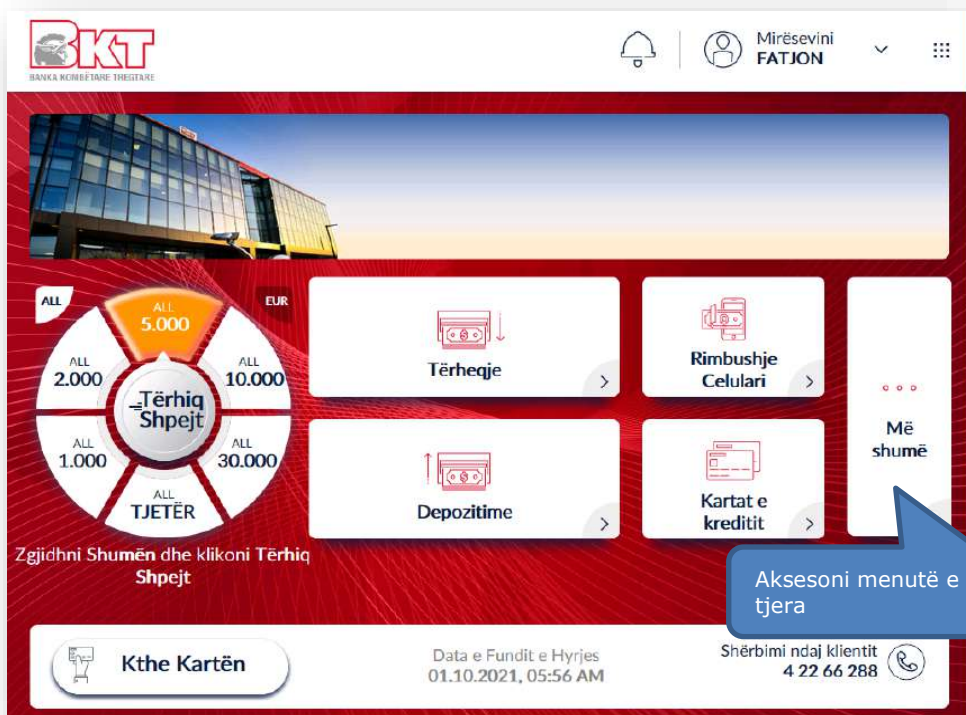 BKT
BANKA KOMBËTARE TREGTARE
Mirësevini
FATJON
ALL
EUR
ALL
5.000
ALL
2.000
ALL
10.000
Tërhiq
Shpejt
ALL
1.000
ALL
30.000
ALL
TJETËR
Zgjidhni Shumën dhe klikoni Tërhiq
Shpejt
Tërheqje
Rimbushje
Celulari
Depozitime
Kartat e
kreditit
Më
shumë
Aksesoni menutë e
tjera
Kthe Kartën
Data e Fundit e Hyrjes
01.10.2021, 05:56 AM
Shërbimi ndaj klientit
4 22 66 288